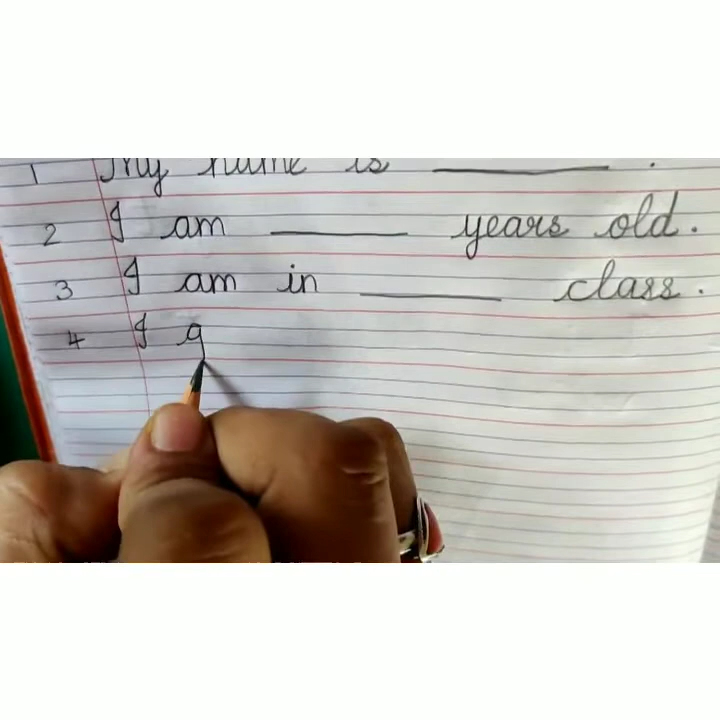 1 My name is ______ .
2 I am ______ years old.
3 I am in ______ class.
4 I g